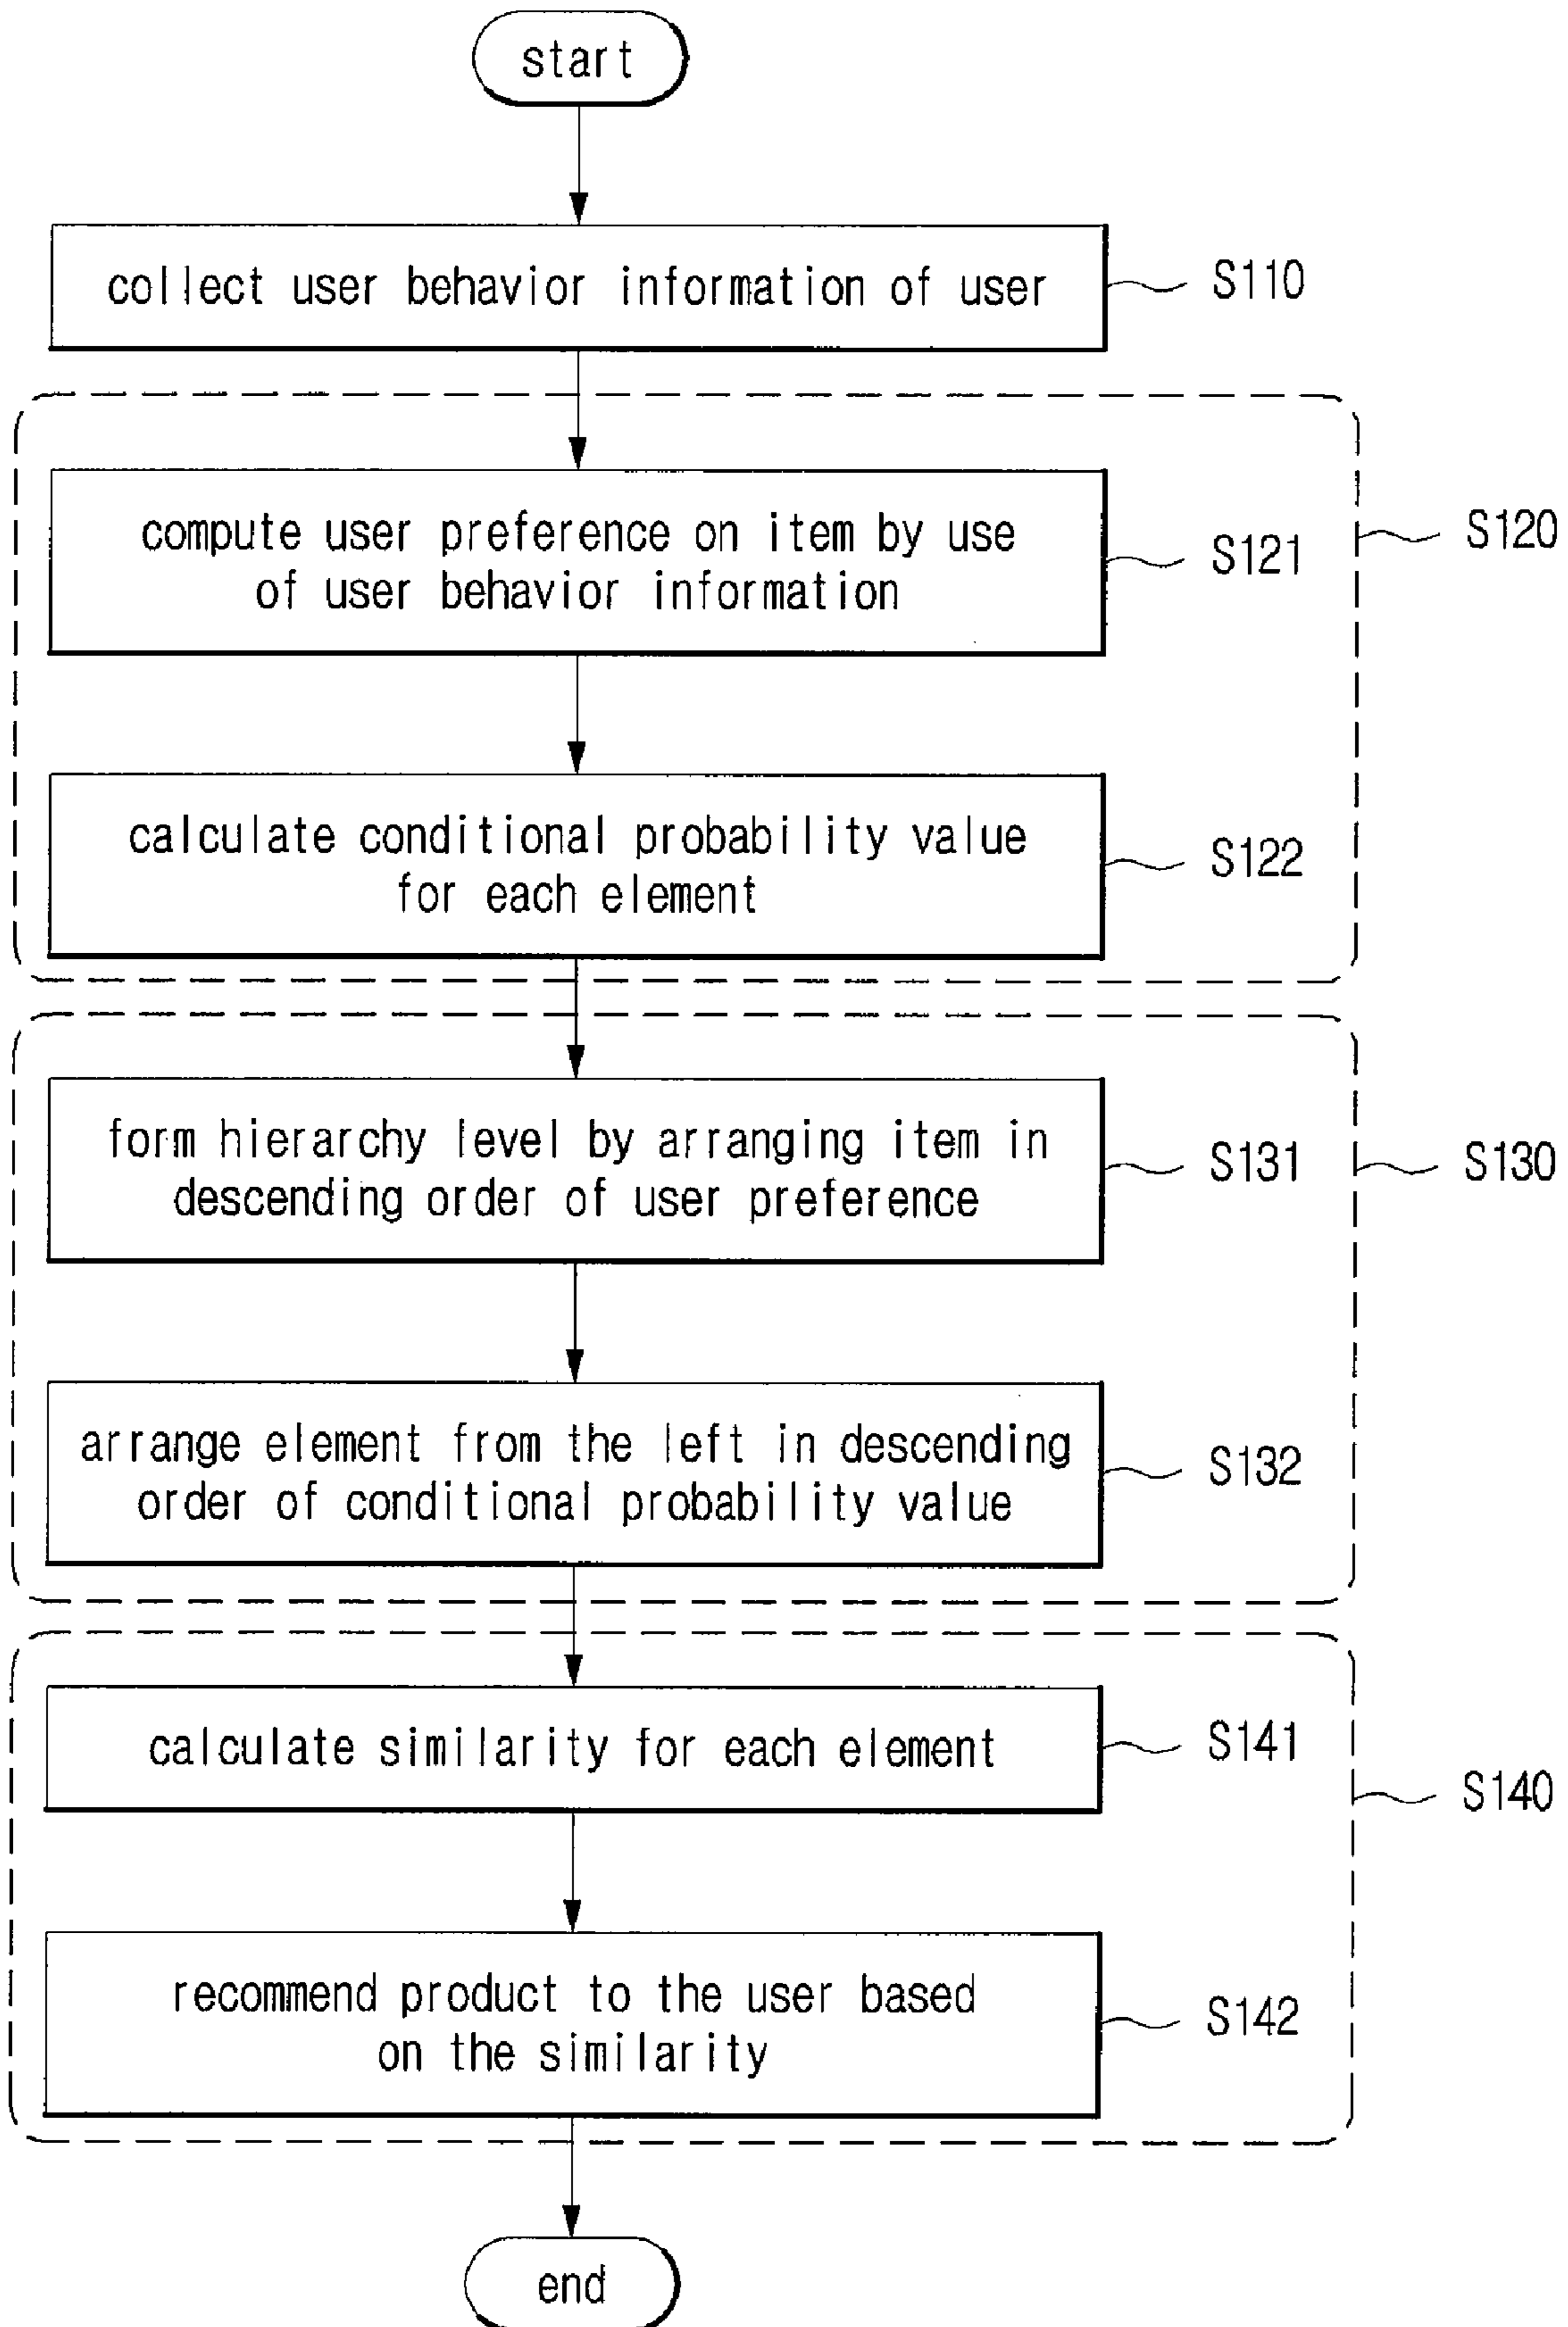 start
collect user behavior information of user
S110
compute user preference on item by use
of user behavior information
S121
S120
calculate conditional probability value
for each element
S122
form hierarchy level by arranging item in
descending order of user preference
S131
S130
arrange element from the left in descending
order of conditional probability value
S132
calculate similarity for each element
S141
S140
recommend product to the user based
on the similarity
S142
end